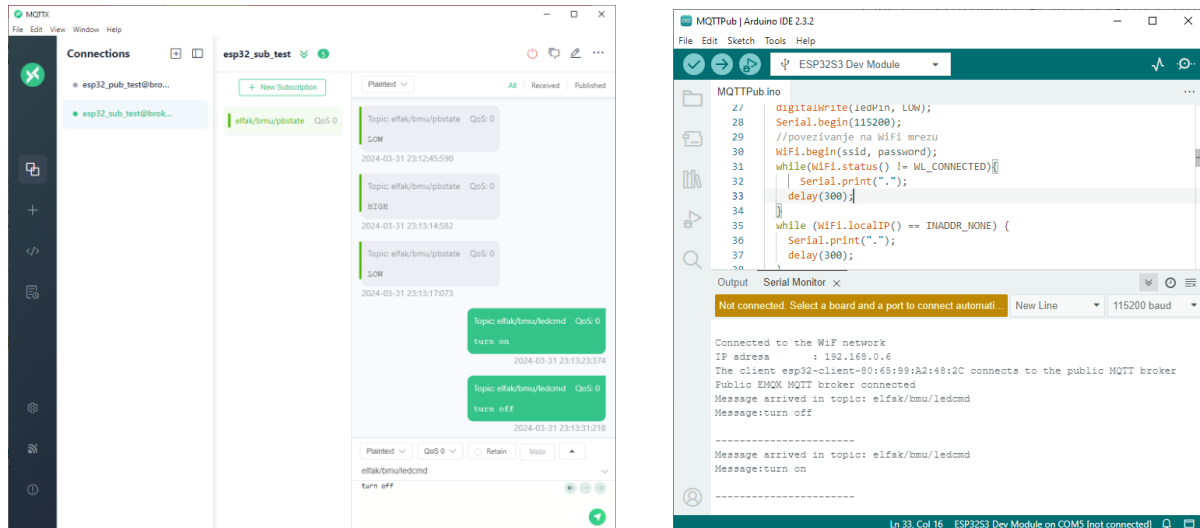 MQTTX
File Edit View Window Help
Connections
esp32_pub_test@bro...
esp32_sub_test@brok...
esp32_sub_test 5
+ New Subscription
elfak/bmu/pbstate QoS 0
Plaintext
All Received Published
Topic: elfak/bmu/pbstate QoS: 0
LOW
2024-03-31 23:12:45:590
Topic: elfak/bmu/pbstate QoS: 0
HIGH
2024-03-31 23:13:14:582
Topic: elfak/bmu/pbstate QoS: 0
LOW
2024-03-31 23:13:17:073
Topic: elfak/bmu/ledcmd QoS: 0
turn on
2024-03-31 23:13:23:374
Topic: elfak/bmu/ledcmd QoS: 0
turn off
2024-03-31 23:13:31:218
Plaintext QoS 0 Retain Meta
elfak/bmu/ledcmd
turn off
MQTTPub | Arduino IDE 2.3.2
File Edit Sketch Tools Help
ESP32S3 Dev Module
MQTTPub.ino
27 digitalWrite(ledPin, LOW);
28 Serial.begin(115200);
29 //povezivanje na WiFi mrezu
30 WiFi.begin(ssid, password);
31 while(WiFi.status() != WL_CONNECTED){
32 Serial.print(".");
33 delay(300);
34 }
35 while (WiFi.localIP() == INADDR_NONE) {
36 Serial.print(".");
37 delay(300);
38 }
Output Serial Monitor
Not connected. Select a board and a port to connect automati... New Line 115200 baud
Connected to the WiF network
IP adresa : 192.168.0.6
The client esp32-client-80:65:99:A2:48:2C connects to the public MQTT broker
Public EMQX MQTT broker connected
Message arrived in topic: elfak/bmu/ledcmd
Message:turn off
-----------------------
Message arrived in topic: elfak/bmu/ledcmd
Message:turn on
-----------------------
Ln 33, Col 16 ESP32S3 Dev Module on COM5 [not connected]